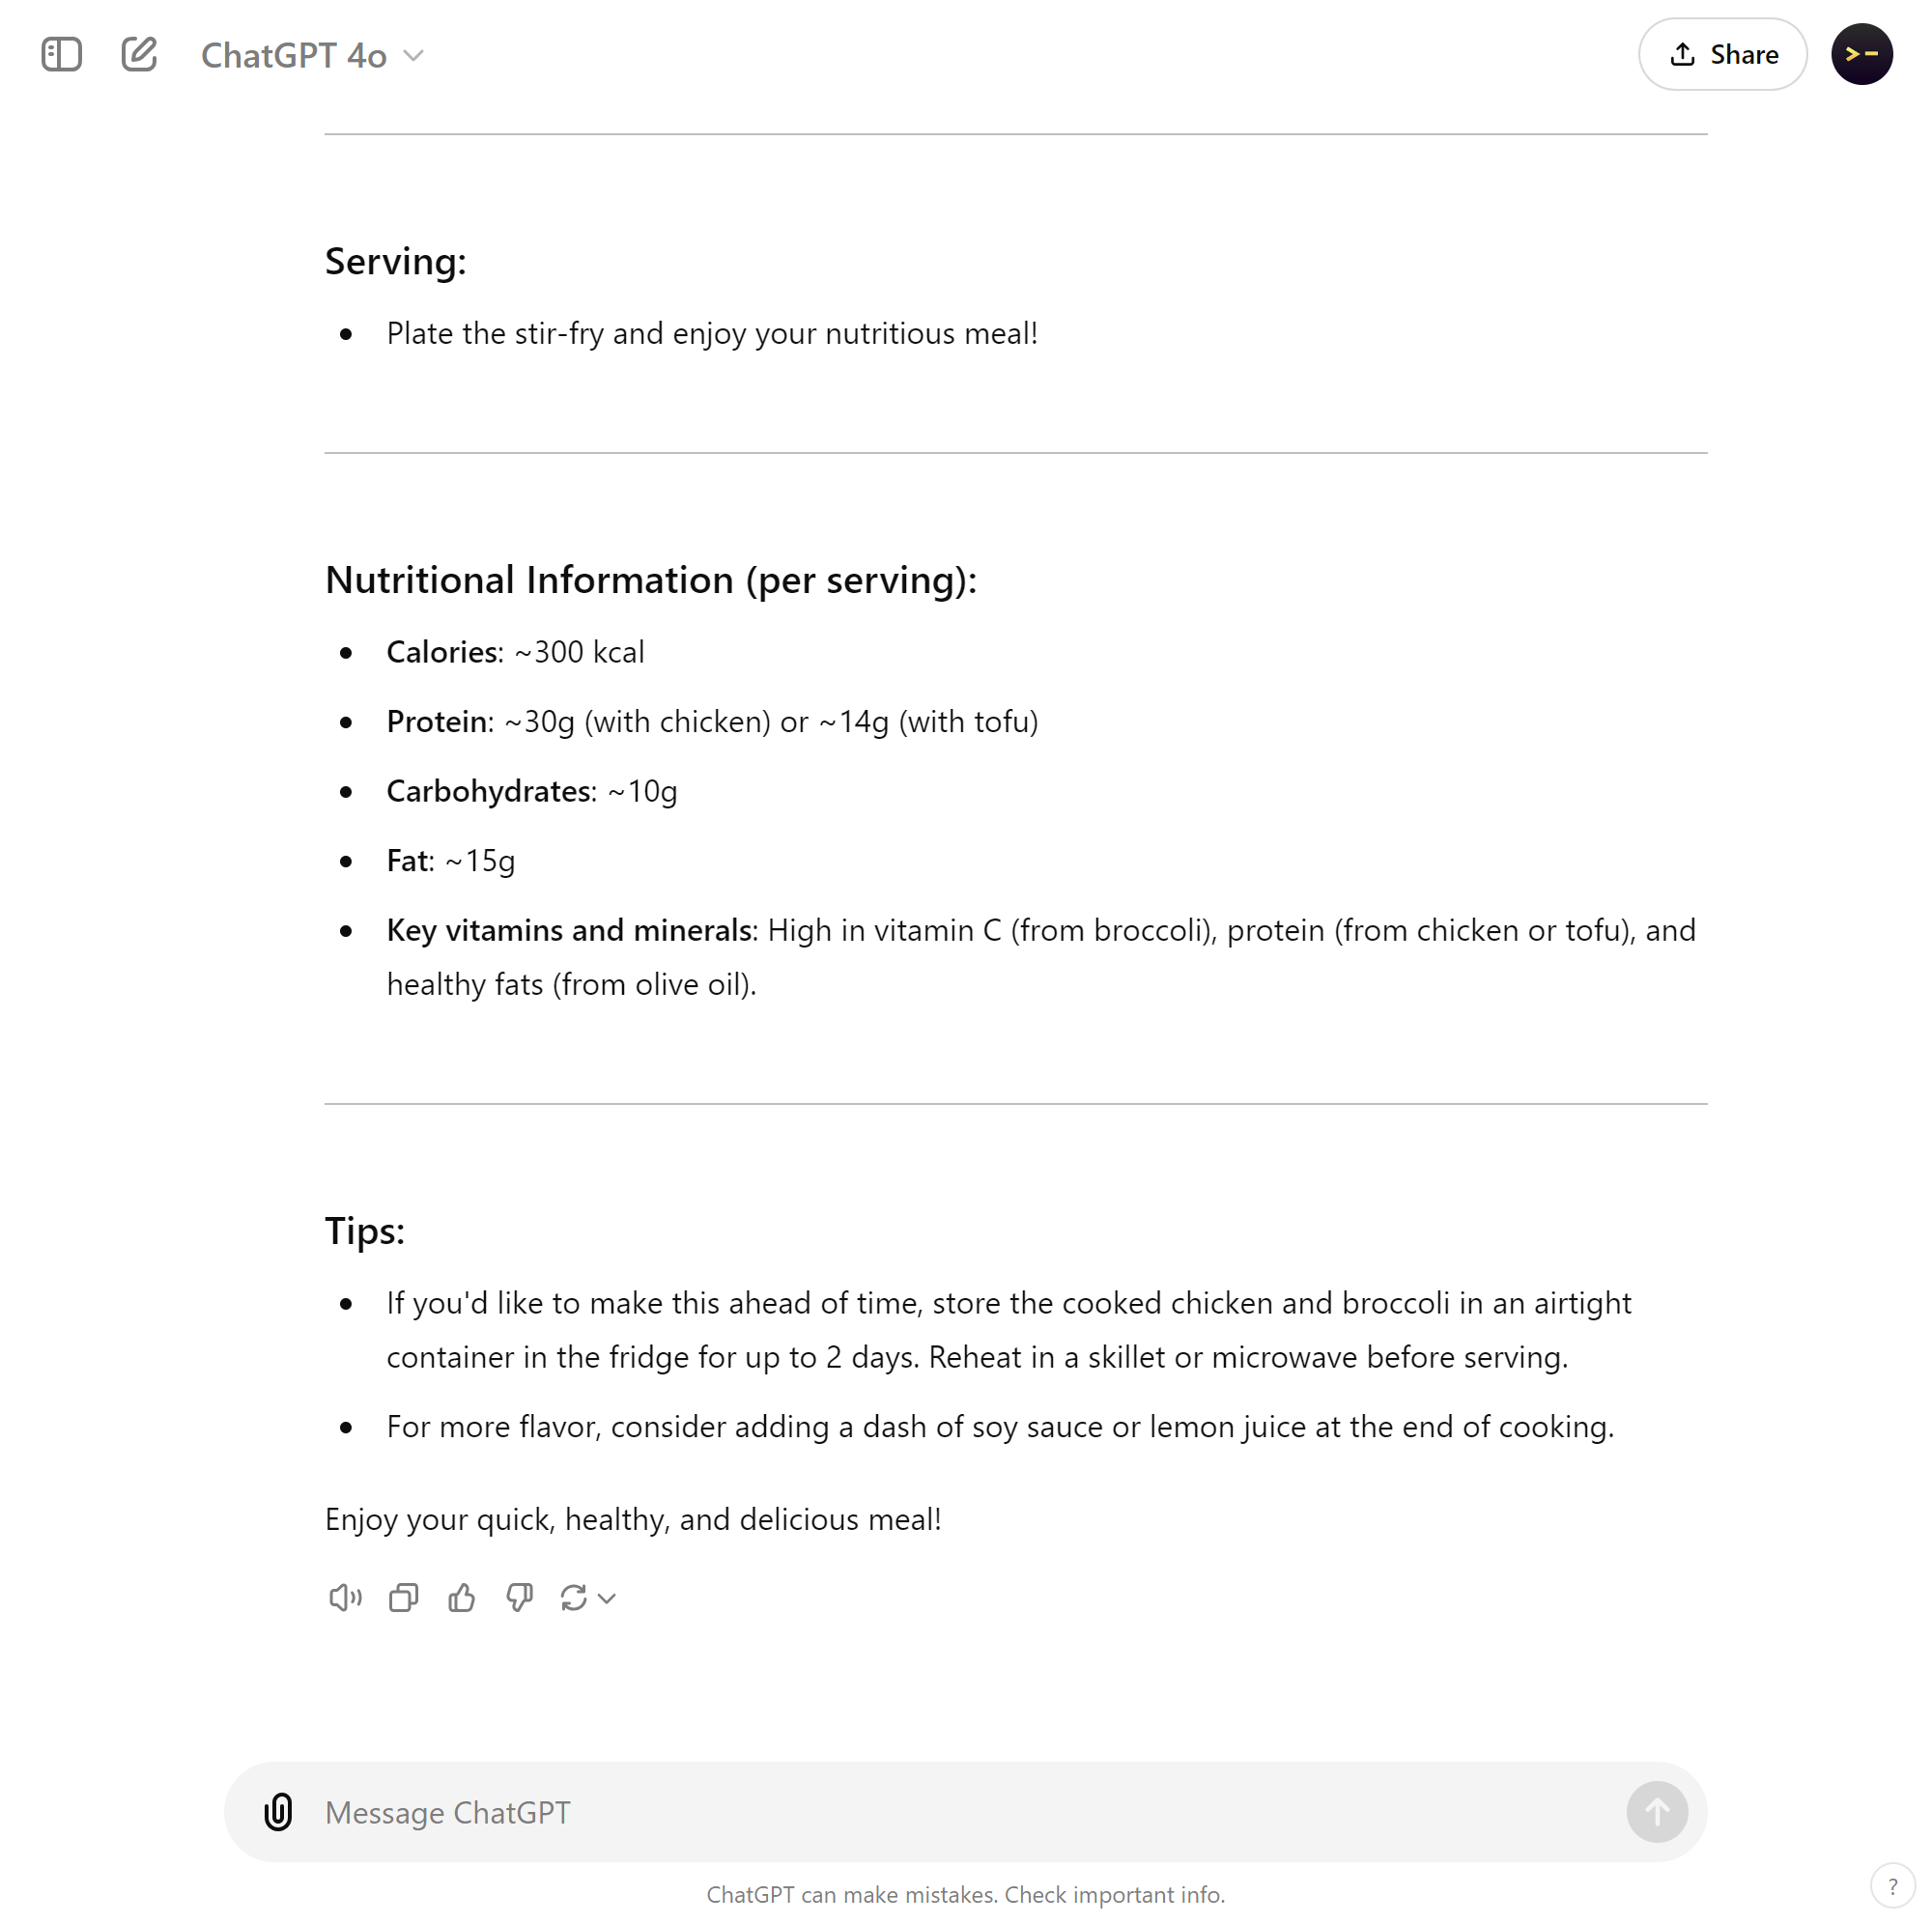 ChatGPT 4o
Share
Serving:
• Plate the stir-fry and enjoy your nutritious meal!
Nutritional Information (per serving):
• Calories: ~300 kcal
• Protein: ~30g (with chicken) or ~14g (with tofu)
• Carbohydrates: ~10g
• Fat: ~15g
• Key vitamins and minerals: High in vitamin C (from broccoli), protein (from chicken or tofu), and
healthy fats (from olive oil).
Tips:
• If you'd like to make this ahead of time, store the cooked chicken and broccoli in an airtight
container in the fridge for up to 2 days. Reheat in a skillet or microwave before serving.
• For more flavor, consider adding a dash of soy sauce or lemon juice at the end of cooking.
Enjoy your quick, healthy, and delicious meal!
Message ChatGPT
ChatGPT can make mistakes. Check important info.
?